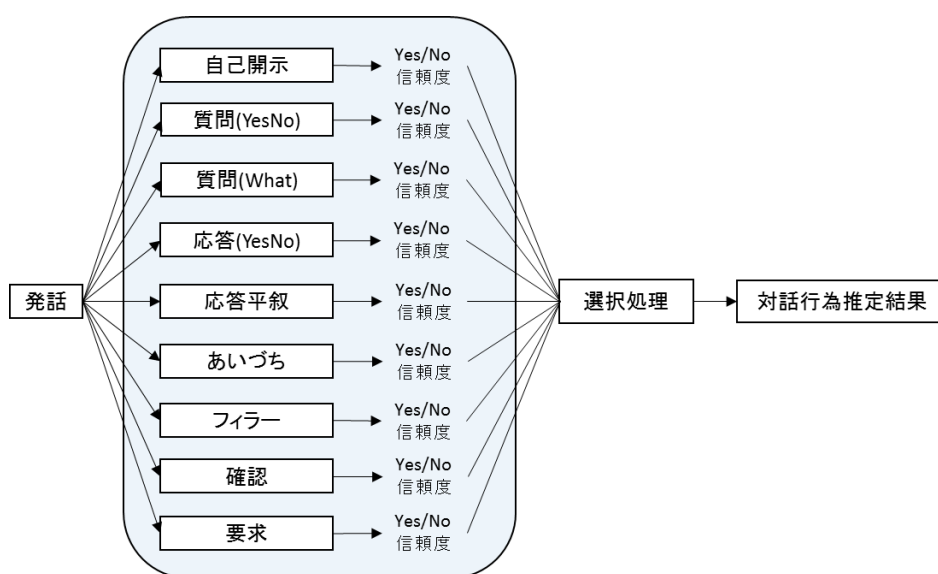 発話
自己開示
Yes/No
信頼度
質問(YesNo)
Yes/No
信頼度
質問(What)
Yes/No
信頼度
応答(YesNo)
Yes/No
信頼度
応答平叙
Yes/No
信頼度
あいづち
Yes/No
信頼度
フィラー
Yes/No
信頼度
確認
Yes/No
信頼度
要求
Yes/No
信頼度
選択処理
対話行為推定結果